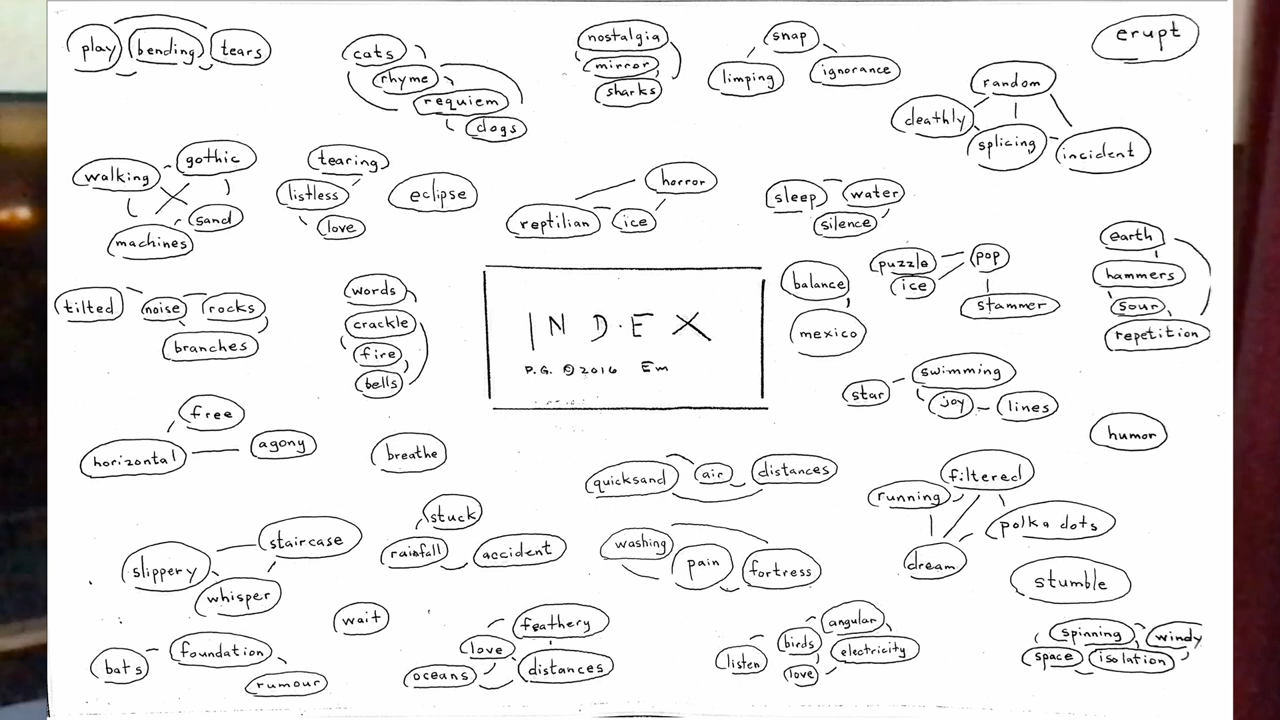 play bending tears
cats
rhyme
requiem
dogs
nostalgia
mirror
sharks
snap
limping ignorance
erupt
random
deathly
splicing incident
walking gothic
sand
machines
tearing
listless
love
eclipse
horror
reptilian ice
sleep water
silence
earth
hammers
sour
repetition
puzzle pop
ice
stammer
balance
mexico
tilted noise rocks
branches
words
crackle
fire
bells
INDEX
P.G. © 2016 Em
swimming
star joy lines
free
horizontal agony
breathe
humor
quicksand air distances
filtered
running
polka dots
dream
stuck
rainfall accident
staircase
slippery
whisper
washing
pain
fortress
stumble
wait
foundation
bats
rumour
feathery
love
oceans distances
angular
birds
listen electricity
love
spinning windy
space isolation